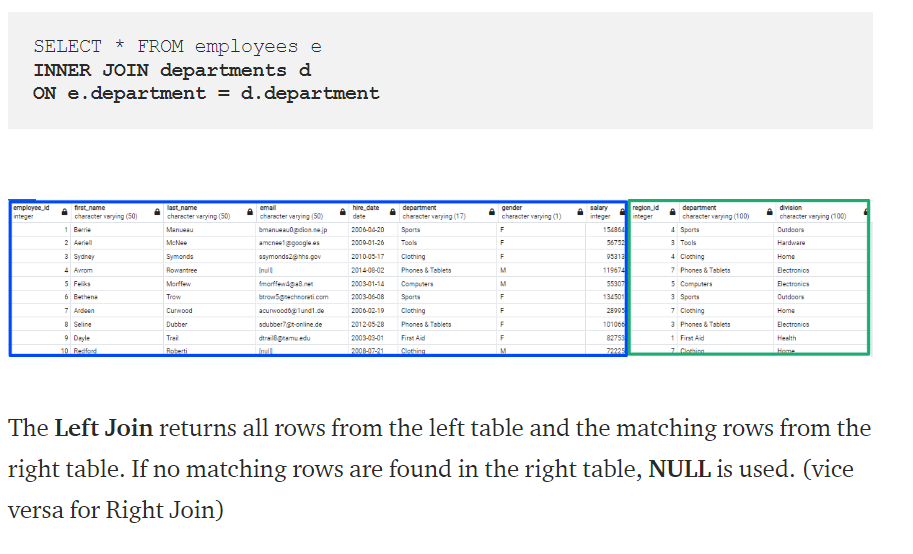 SELECT * FROM employees e
INNER JOIN departments d
ON e.department = d.department
employee_id first_name last_name email hire_date department gender salary region_id department division
integer character varying (50) character varying (50) character varying (50) date character varying (17) character varying (1) integer integer character varying (100) character varying (100)
1 Berrie Manueau bmanueau0@dion.ne.jp 2006-04-20 Sports F 154864 4 Sports Outdoors
2 Aeriell McNee amcnee1@google.es 2009-01-26 Tools F 56752 3 Tools Hardware
3 Sydney Symonds ssymonds2@hhs.gov 2010-05-17 Clothing F 95313 4 Clothing Home
4 Avrom Rowantree [null] 2014-08-02 Phones & Tablets M 119674 7 Phones & Tablets Electronics
5 Feliks Morffew fmorffew4@a8.net 2003-01-14 Computers M 55307 5 Computers Electronics
6 Bethena Trow btrow5@technorati.com 2003-06-08 Sports F 134501 3 Sports Outdoors
7 Ardeen Curwood acurwood6@1und1.de 2006-02-19 Clothing F 28995 7 Clothing Home
8 Seline Dubber sdubber7@t-online.de 2012-05-28 Phones & Tablets F 101066 3 Phones & Tablets Electronics
9 Dayle Trail dtrail8@tamu.edu 2003-03-01 First Aid F 82753 1 First Aid Health
10 Redford Roberti [null] 2008-07-21 Clothing M 72225 7 Clothing Home
The Left Join returns all rows from the left table and the matching rows from the
right table. If no matching rows are found in the right table, NULL is used. (vice
versa for Right Join)